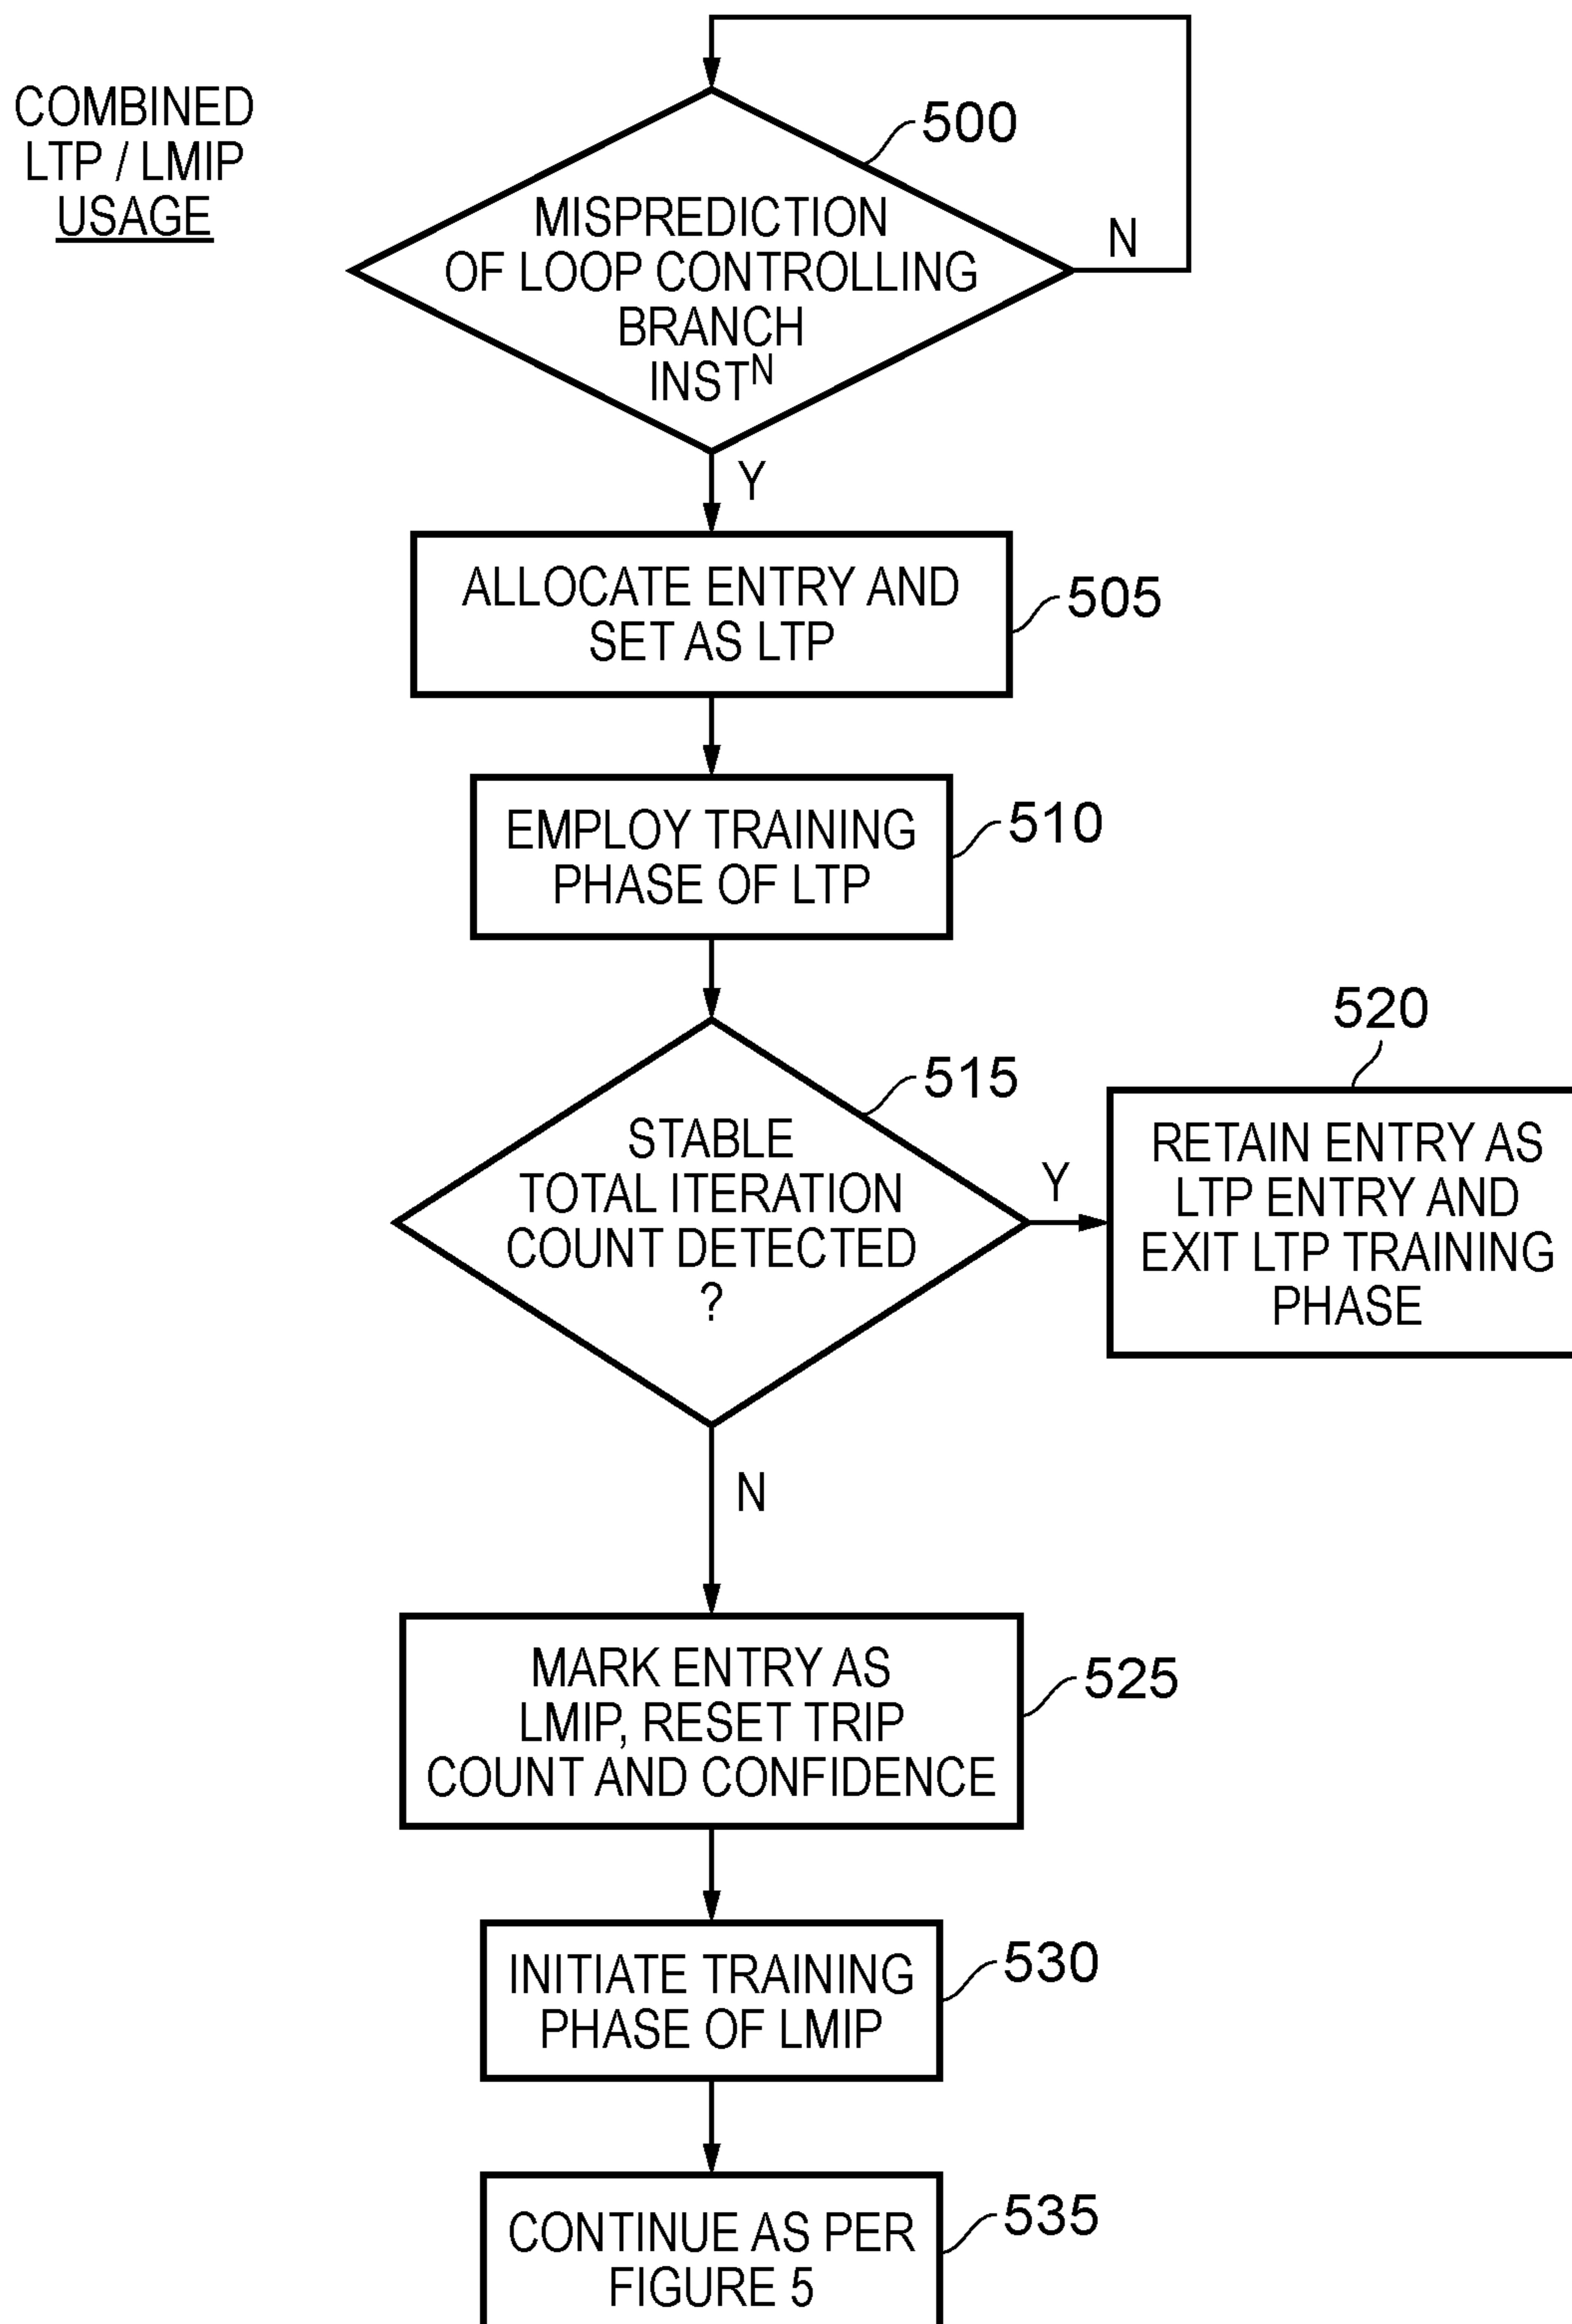 COMBINED
LTP / LMIP
USAGE
500
MISPREDICTION
OF LOOP CONTROLLING
BRANCH
INSTᴺ
N
Y
ALLOCATE ENTRY AND
SET AS LTP
505
EMPLOY TRAINING
PHASE OF LTP
510
515
STABLE
TOTAL ITERATION
COUNT DETECTED
?
Y
520
RETAIN ENTRY AS
LTP ENTRY AND
EXIT LTP TRAINING
PHASE
N
MARK ENTRY AS
LMIP, RESET TRIP
COUNT AND CONFIDENCE
525
INITIATE TRAINING
PHASE OF LMIP
530
CONTINUE AS PER
FIGURE 5
535